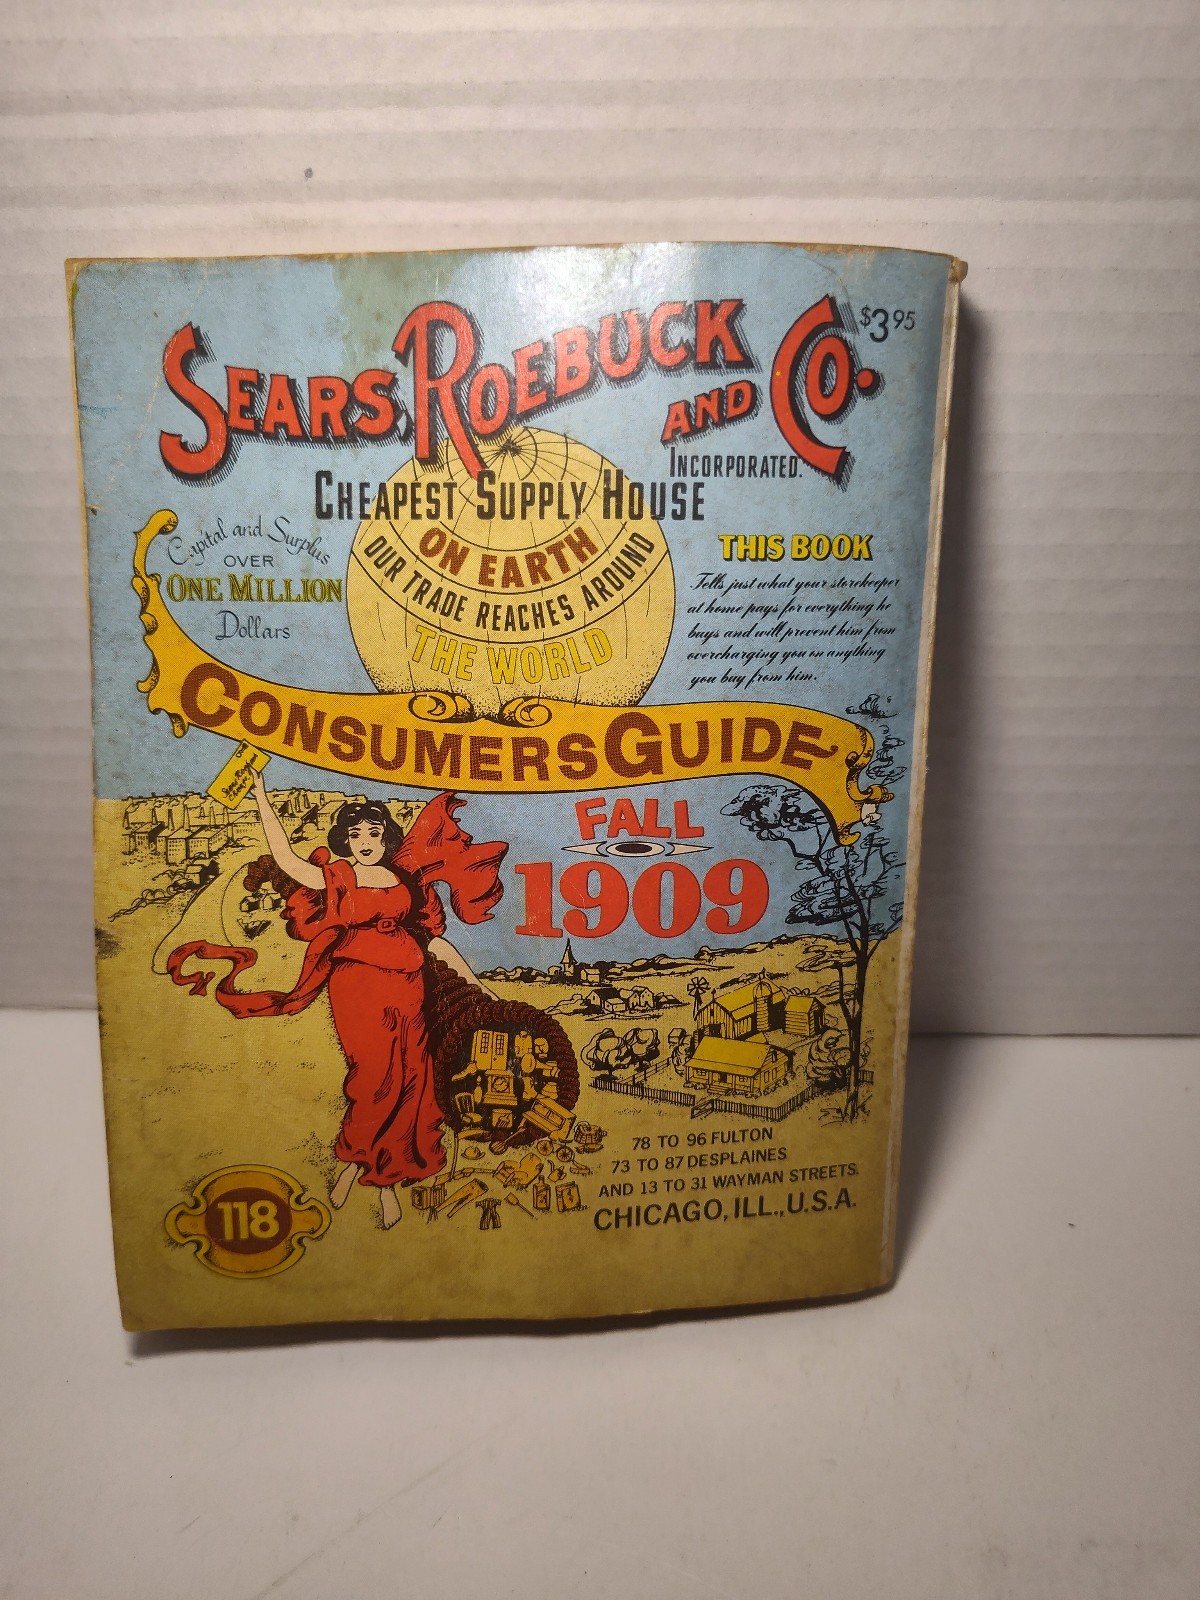 SEARS, ROEBUCK AND CO.
$3.95
INCORPORATED.
CHEAPEST SUPPLY HOUSE
ON EARTH
OUR TRADE REACHES AROUND
THE WORLD
Capital and Surplus
OVER
ONE MILLION
Dollars
THIS BOOK
Tells just what your storekeeper
at home pays for everything he
buys and will prevent him from
overcharging you on anything
you buy from him.
CONSUMERS GUIDE
FALL
1909
78 TO 96 FULTON
73 TO 87 DESPLAINES
AND 13 TO 31 WAYMAN STREETS.
CHICAGO, ILL., U.S.A.
118